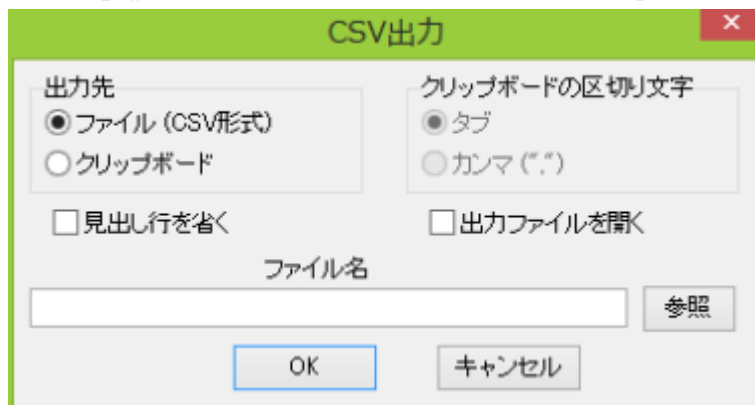 CSV出力
出力先
ファイル (CSV形式)
クリップボード
クリップボードの区切り文字
タブ
カンマ (",")
見出し行を省く
出力ファイルを開く
ファイル名
参照
OK
キャンセル